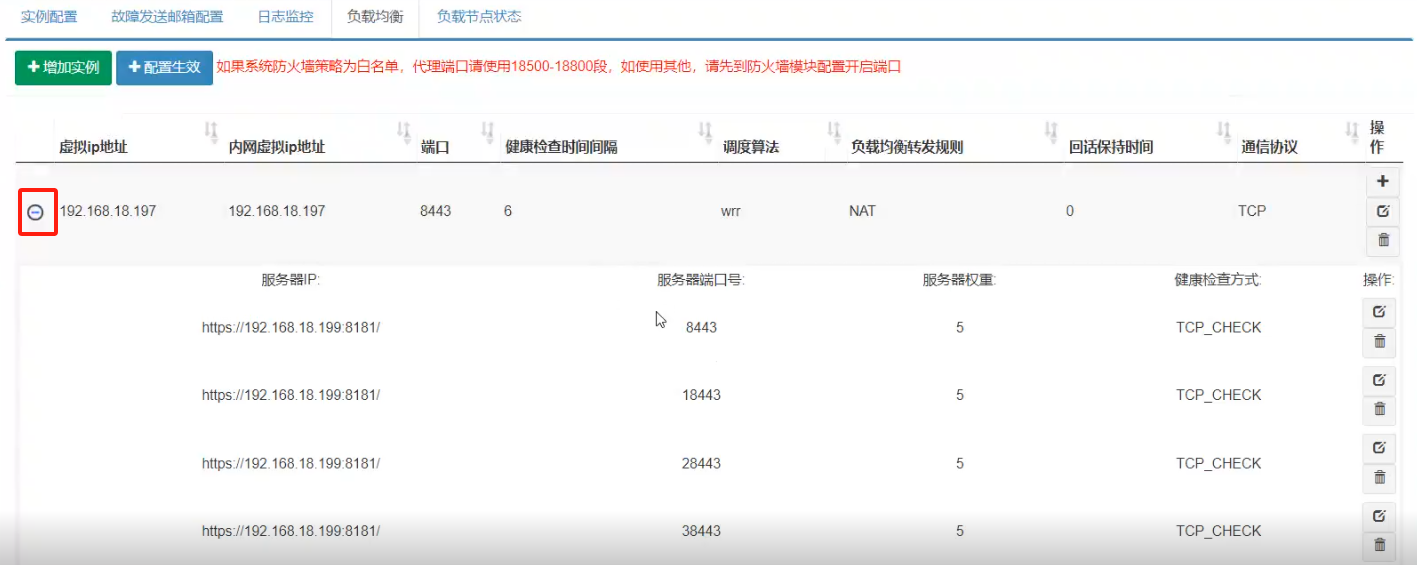 实例配置 故障发送邮箱配置 日志监控 负载均衡 负载节点状态
+ 增加实例 + 配置生效 如果系统防火墙策略为白名单，代理端口请使用18500-18800段，如使用其他，请先到防火墙模块配置开启端口
虚拟ip地址 内网虚拟ip地址 端口 健康检查时间间隔 调度算法 负载均衡转发规则 回话保持时间 通信协议 操作
192.168.18.197 192.168.18.197 8443 6 wrr NAT 0 TCP
服务器IP: 服务器端口号: 服务器权重: 健康检查方式: 操作:
https://192.168.18.199:8181/ 8443 5 TCP_CHECK
https://192.168.18.199:8181/ 18443 5 TCP_CHECK
https://192.168.18.199:8181/ 28443 5 TCP_CHECK
https://192.168.18.199:8181/ 38443 5 TCP_CHECK